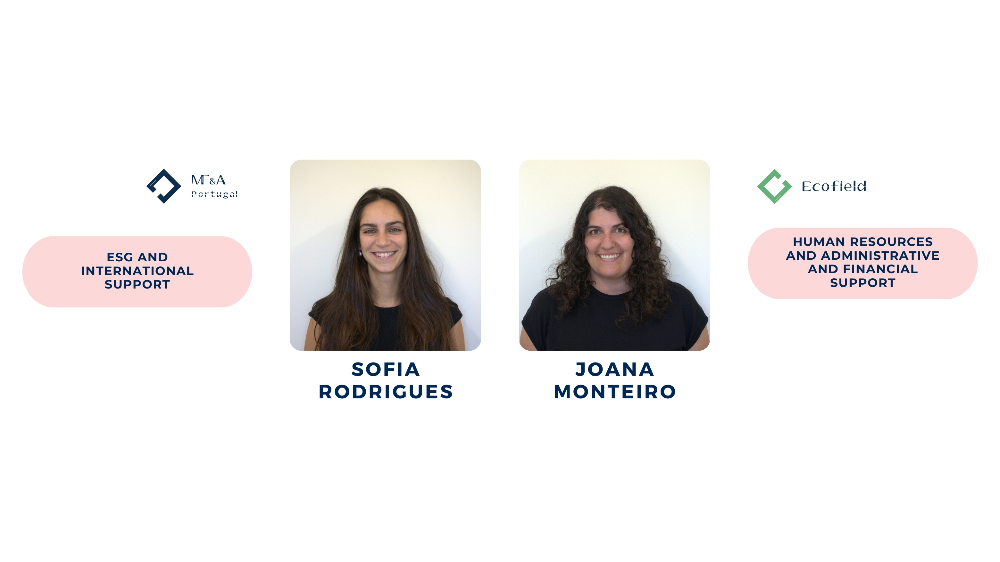 MF&A
Portugal
ESG AND
INTERNATIONAL
SUPPORT
SOFIA
RODRIGUES
JOANA
MONTEIRO
Ecofield
HUMAN RESOURCES
AND ADMINISTRATIVE
AND FINANCIAL
SUPPORT